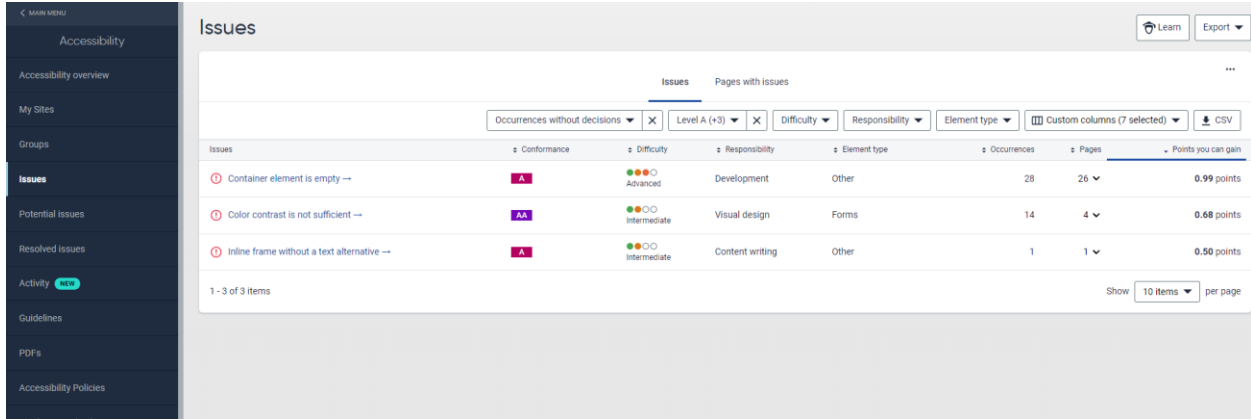 MAIN MENU
Accessibility
Accessibility overview
My Sites
Groups
Issues
Potential issues
Resolved issues
Activity NEW
Guidelines
PDFs
Accessibility Policies
Issues
Learn
Export
...
Issues Pages with issues
Occurrences without decisions Level A (+3) Difficulty Responsibility Element type Custom columns (7 selected) CSV
Issues Conformance Difficulty Responsibility Element type Occurrences Pages Points you can gain
Container element is empty → A Advanced Development Other 28 26 0.99 points
Color contrast is not sufficient → AA Intermediate Visual design Forms 14 4 0.68 points
Inline frame without a text alternative → A Intermediate Content writing Other 1 1 0.50 points
1 - 3 of 3 items Show 10 items per page